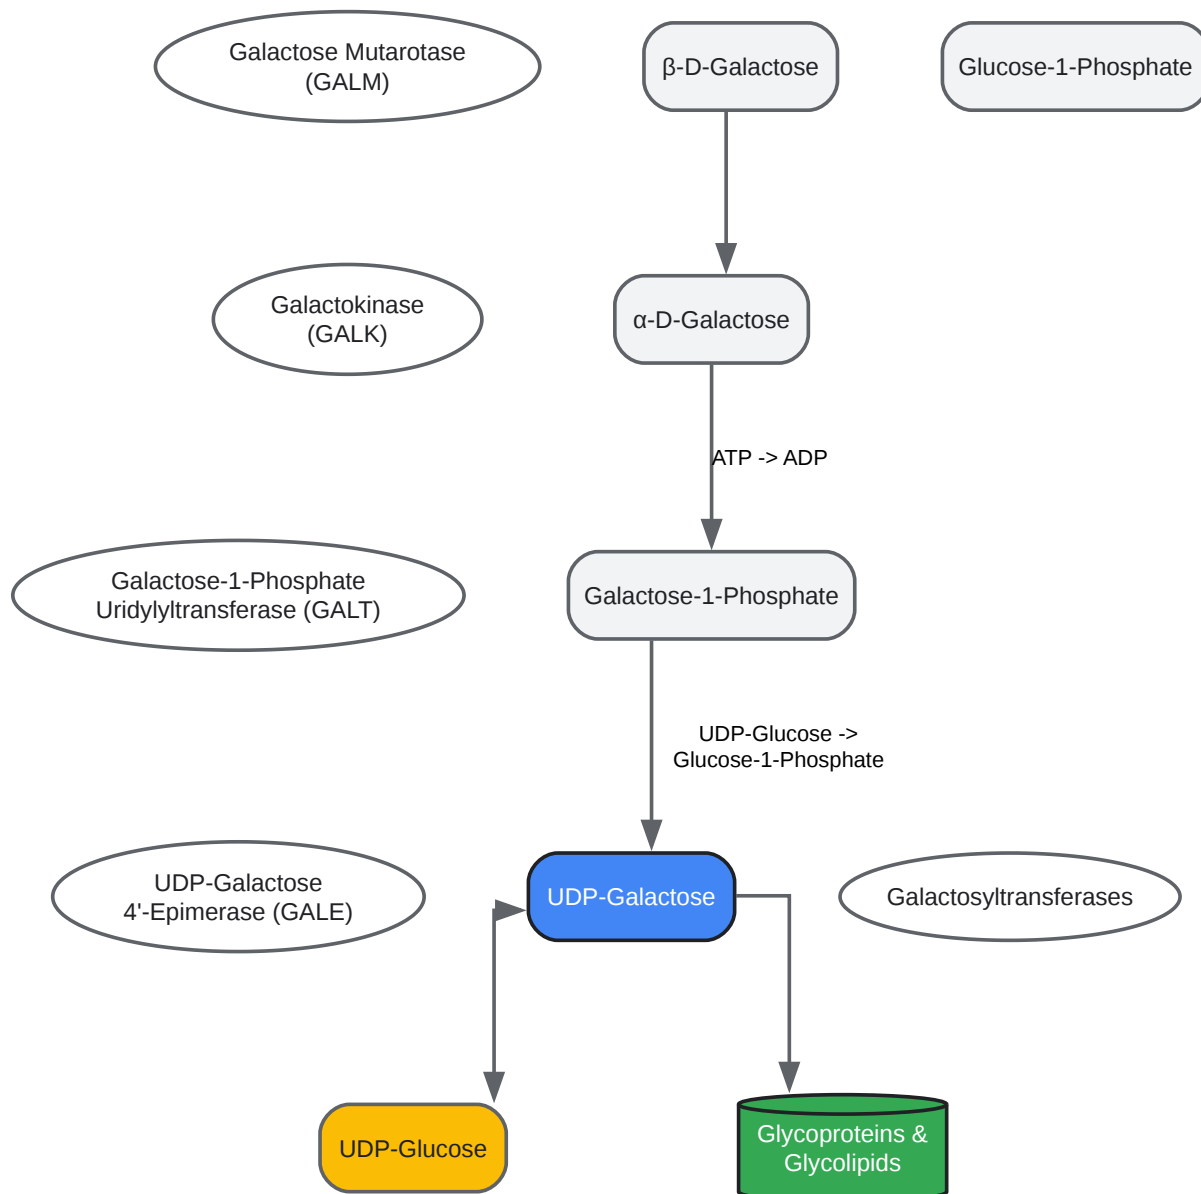 Galactose Mutarotase
(GALM)
β-D-Galactose
Glucose-1-Phosphate
Galactokinase
(GALK)
α-D-Galactose
ATP -> ADP
Galactose-1-Phosphate
Uridylyltransferase (GALT)
Galactose-1-Phosphate
UDP-Glucose ->
Glucose-1-Phosphate
UDP-Galactose
4'-Epimerase (GALE)
UDP-Galactose
Galactosyltransferases
UDP-Glucose
Glycoproteins &
Glycolipids